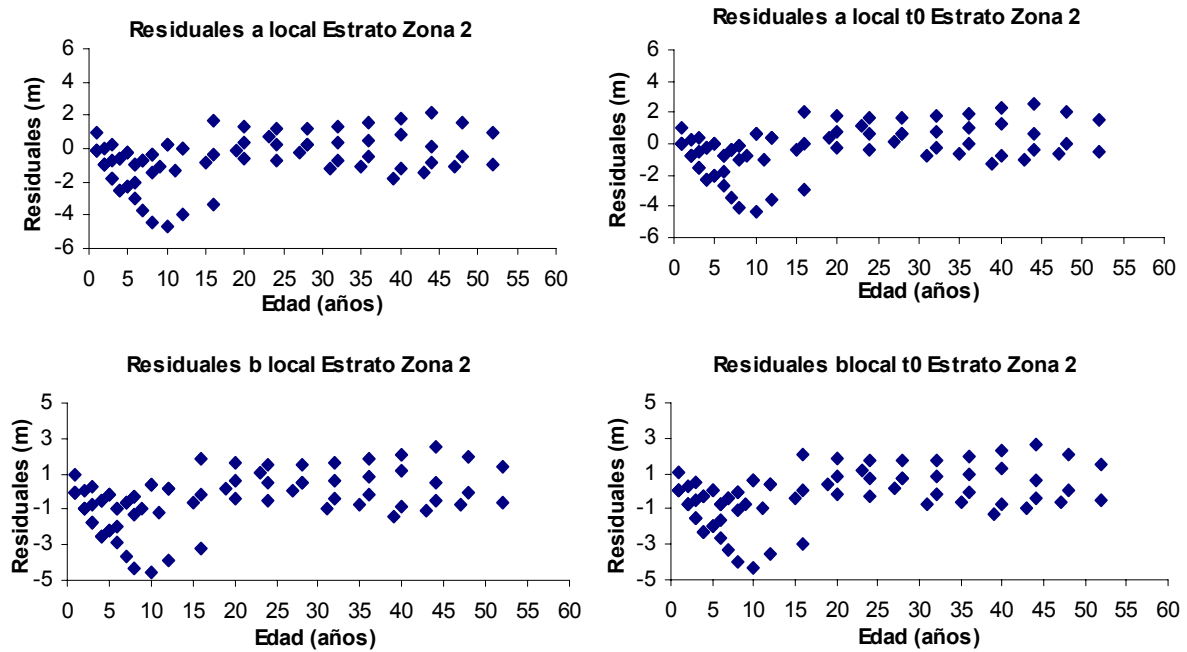 Residuales a local Estrato Zona 2
Residuales (m)
6
4
2
0
-2
-4
-6
0 5 10 15 20 25 30 35 40 45 50 55 60
Edad (años)
Residuales a local t0 Estrato Zona 2
Residuales (m)
6
4
2
0
-2
-4
-6
0 5 10 15 20 25 30 35 40 45 50 55 60
Edad (años)
Residuales b local Estrato Zona 2
Residuales (m)
5
3
1
-1
-3
-5
0 5 10 15 20 25 30 35 40 45 50 55 60
Edad (años)
Residuales blocal t0 Estrato Zona 2
Residuales (m)
5
3
1
-1
-3
-5
0 5 10 15 20 25 30 35 40 45 50 55 60
Edad (años)